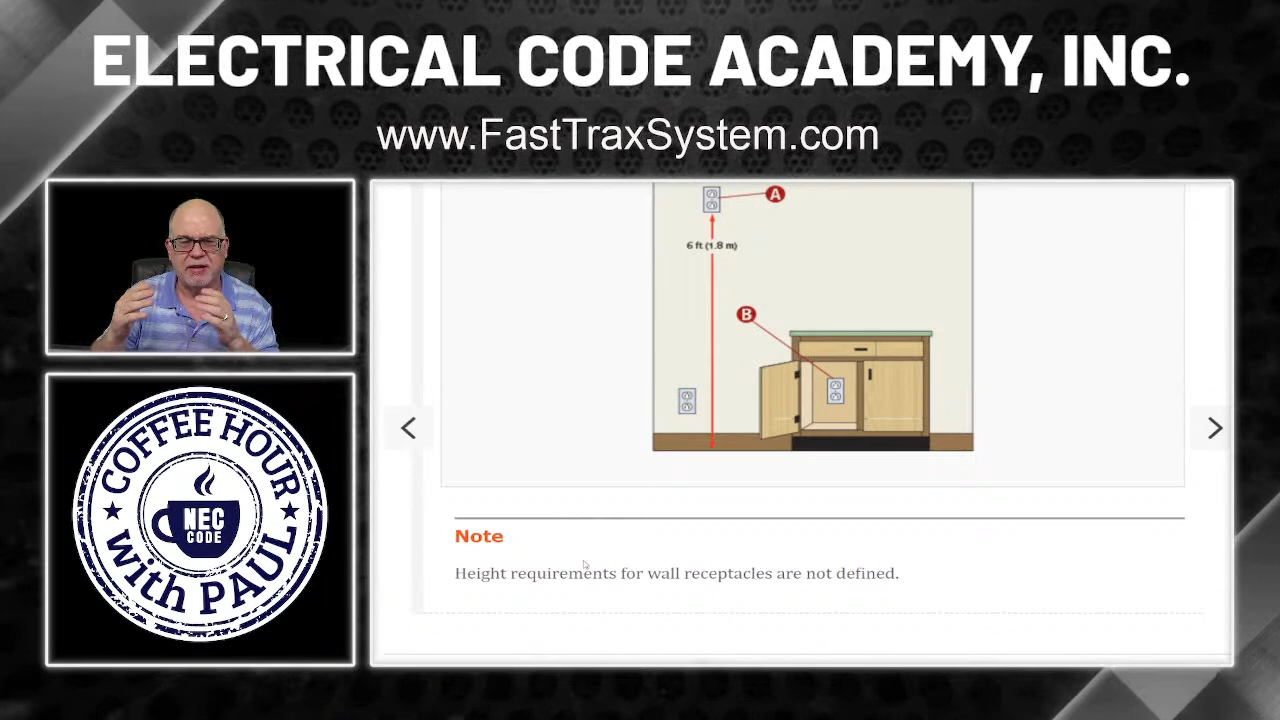 ELECTRICAL CODE ACADEMY, INC.
www.FastTraxSystem.com
A
6 ft (1.8 m)
B
COFFEE HOUR
NEC
CODE
with PAUL
Note
Height requirements for wall receptacles are not defined.